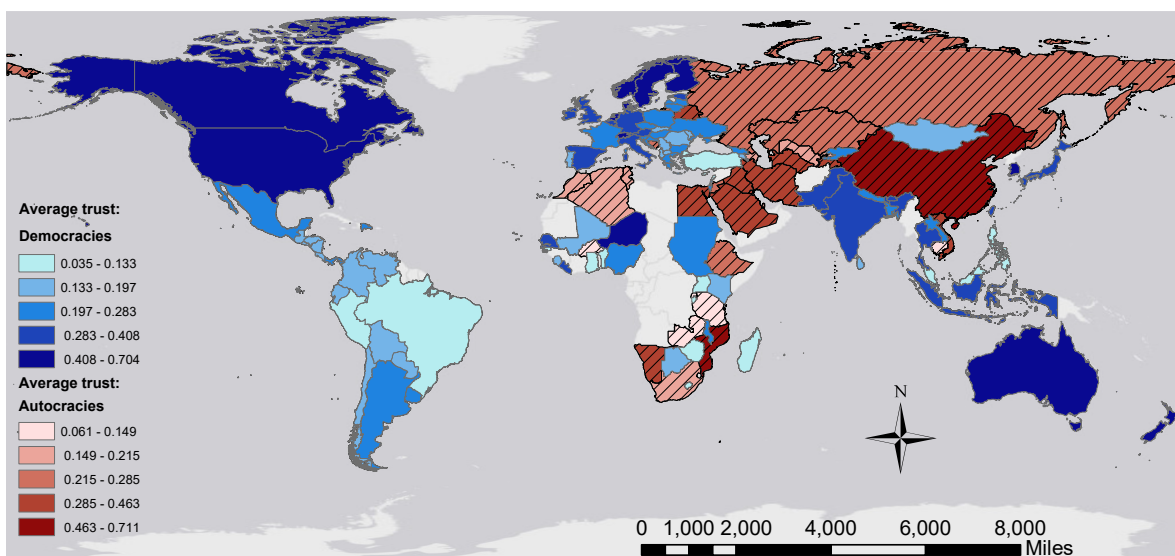 Average trust:
Democracies
0.035 - 0.133
0.133 - 0.197
0.197 - 0.283
0.283 - 0.408
0.408 - 0.704
Average trust:
Autocracies
0.061 - 0.149
0.149 - 0.215
0.215 - 0.285
0.285 - 0.463
0.463 - 0.711
N
0 1,000 2,000 4,000 6,000 8,000
Miles